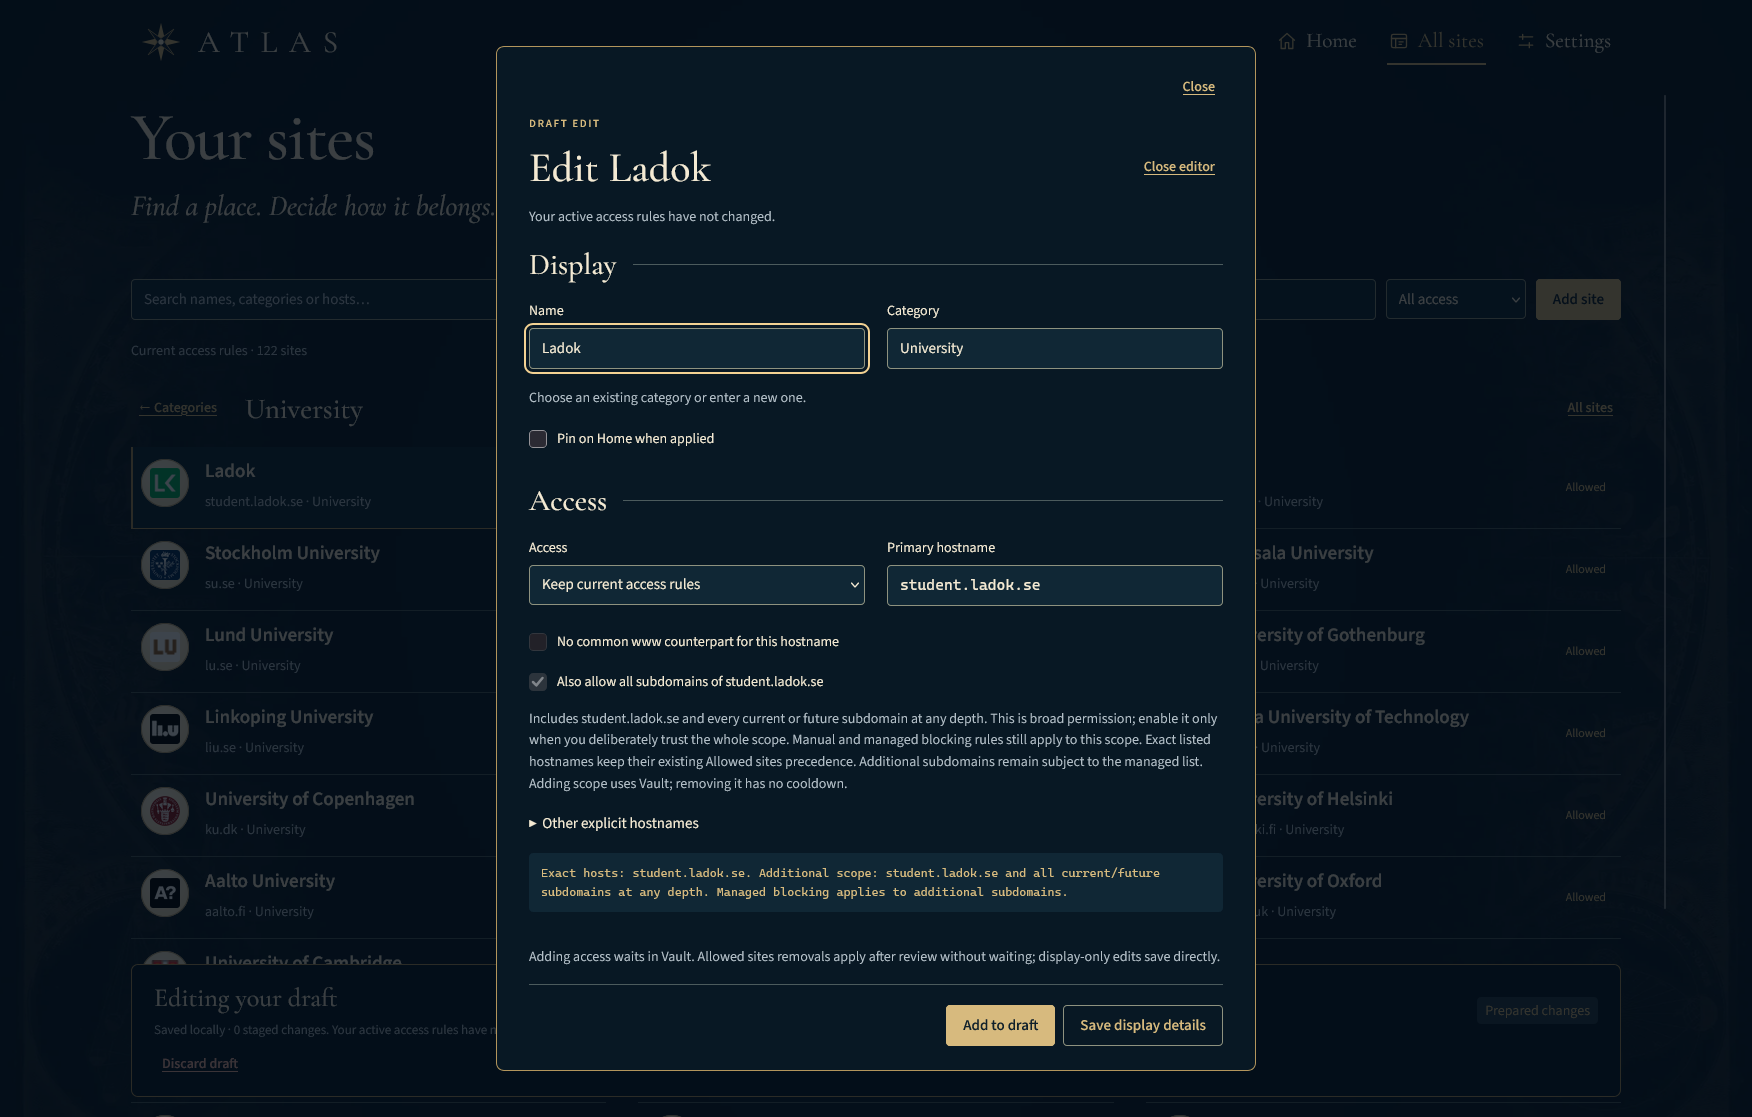 ATLAS
Home
All sites
Settings
Your sites
Find a place. Decide how it belongs.
Search names, categories or hosts…
All access
Add site
Current access rules · 122 sites
← Categories
University
All sites
Ladok
student.ladok.se · University
LK
Stockholm University
su.se · University
Lund University
lu.se · University
LU
Linkoping University
liu.se · University
li.u
University of Copenhagen
ku.dk · University
Aalto University
aalto.fi · University
A?
University of Cambridge
· University
Allowed
sala University
· University
Allowed
ersity of Gothenburg
University
Allowed
a University of Technology
· University
Allowed
ersity of Helsinki
ki.fi · University
Allowed
ersity of Oxford
uk · University
Allowed
Editing your draft
Saved locally · 0 staged changes. Your active access rules have n
Discard draft
Prepared changes
Close
DRAFT EDIT
Edit Ladok
Close editor
Your active access rules have not changed.
Display
Name
Category
Ladok
University
Choose an existing category or enter a new one.
Pin on Home when applied
Access
Access
Primary hostname
Keep current access rules
student.ladok.se
No common www counterpart for this hostname
Also allow all subdomains of student.ladok.se
Includes student.ladok.se and every current or future subdomain at any depth. This is broad permission; enable it only
when you deliberately trust the whole scope. Manual and managed blocking rules still apply to this scope. Exact listed
hostnames keep their existing Allowed sites precedence. Additional subdomains remain subject to the managed list.
Adding scope uses Vault; removing it has no cooldown.
Other explicit hostnames
Exact hosts: student.ladok.se. Additional scope: student.ladok.se and all current/future
subdomains at any depth. Managed blocking applies to additional subdomains.
Adding access waits in Vault. Allowed sites removals apply after review without waiting; display-only edits save directly.
Add to draft
Save display details